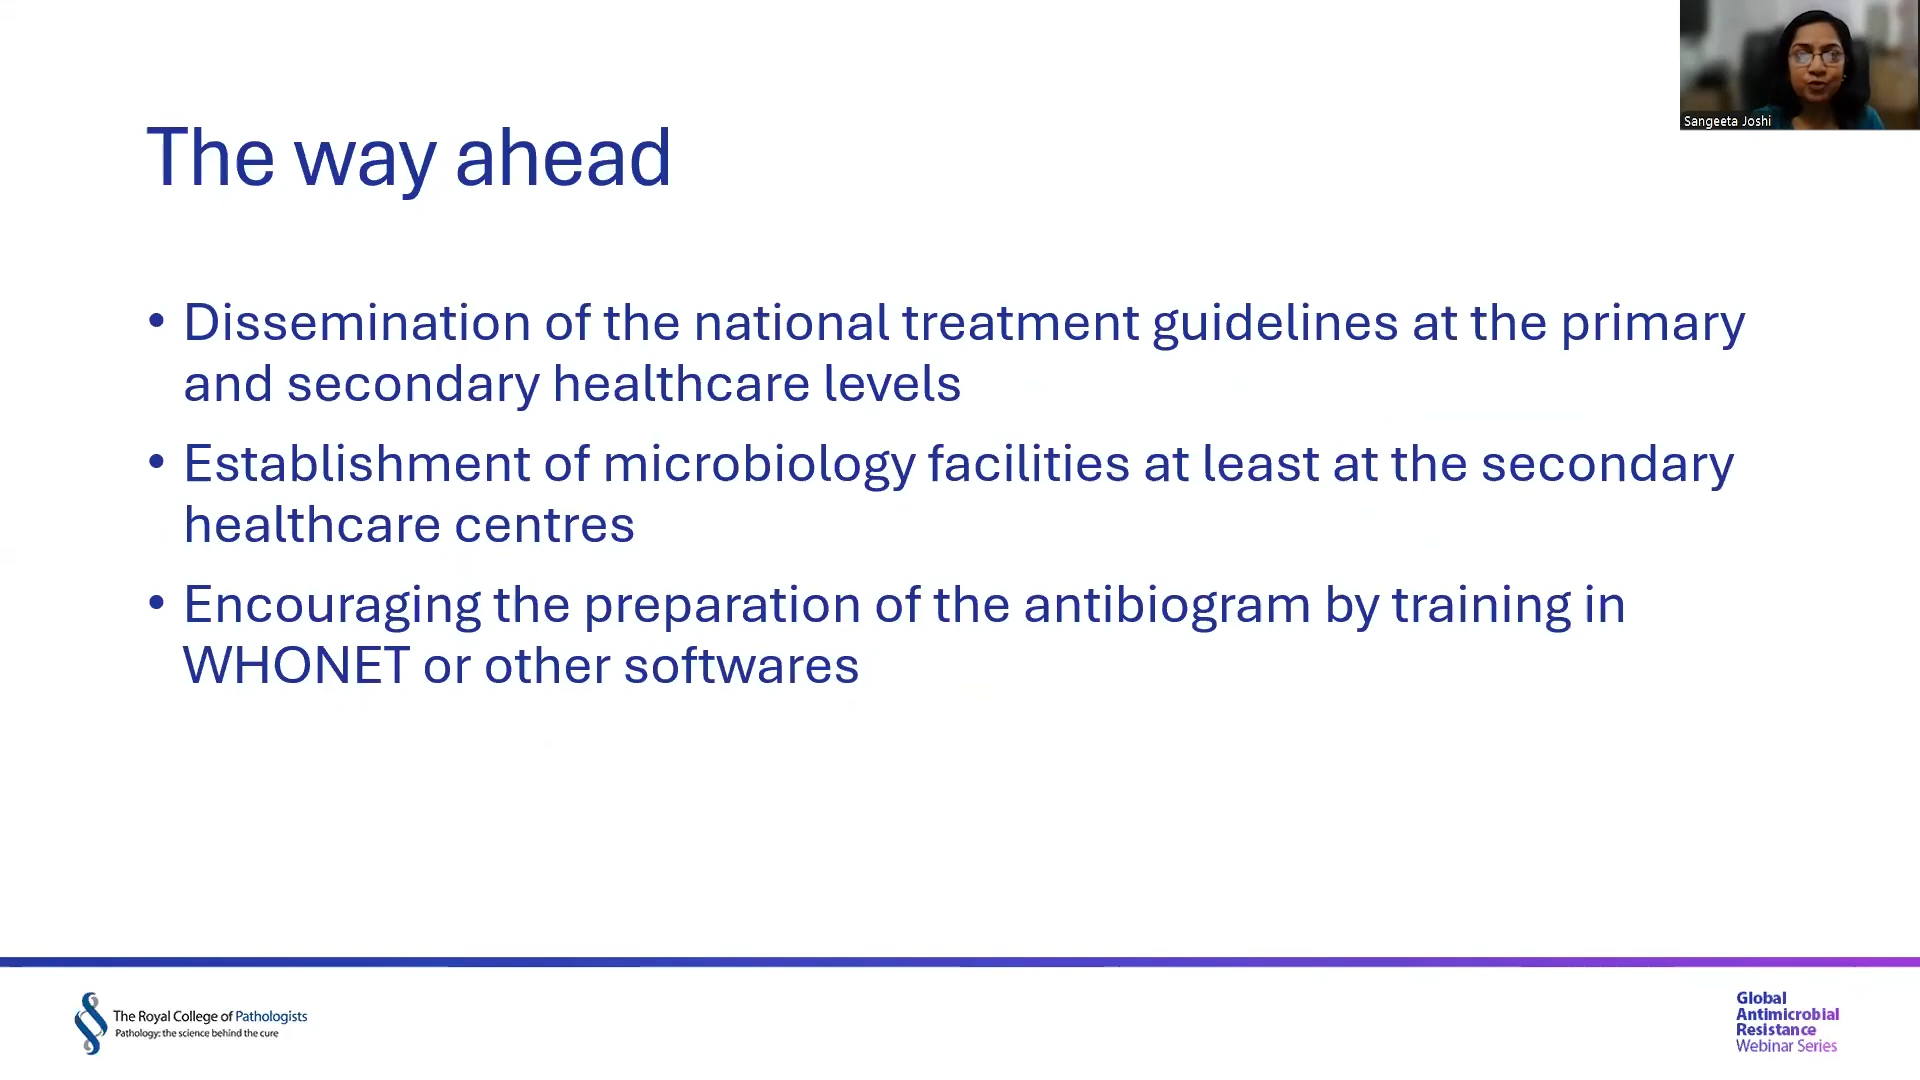 Sangeeta Joshi
The way ahead
• Dissemination of the national treatment guidelines at the primary
and secondary healthcare levels
• Establishment of microbiology facilities at least at the secondary
healthcare centres
• Encouraging the preparation of the antibiogram by training in
WHONET or other softwares
The Royal College of Pathologists
Pathology: the science behind the cure
Global
Antimicrobial
Resistance
Webinar Series